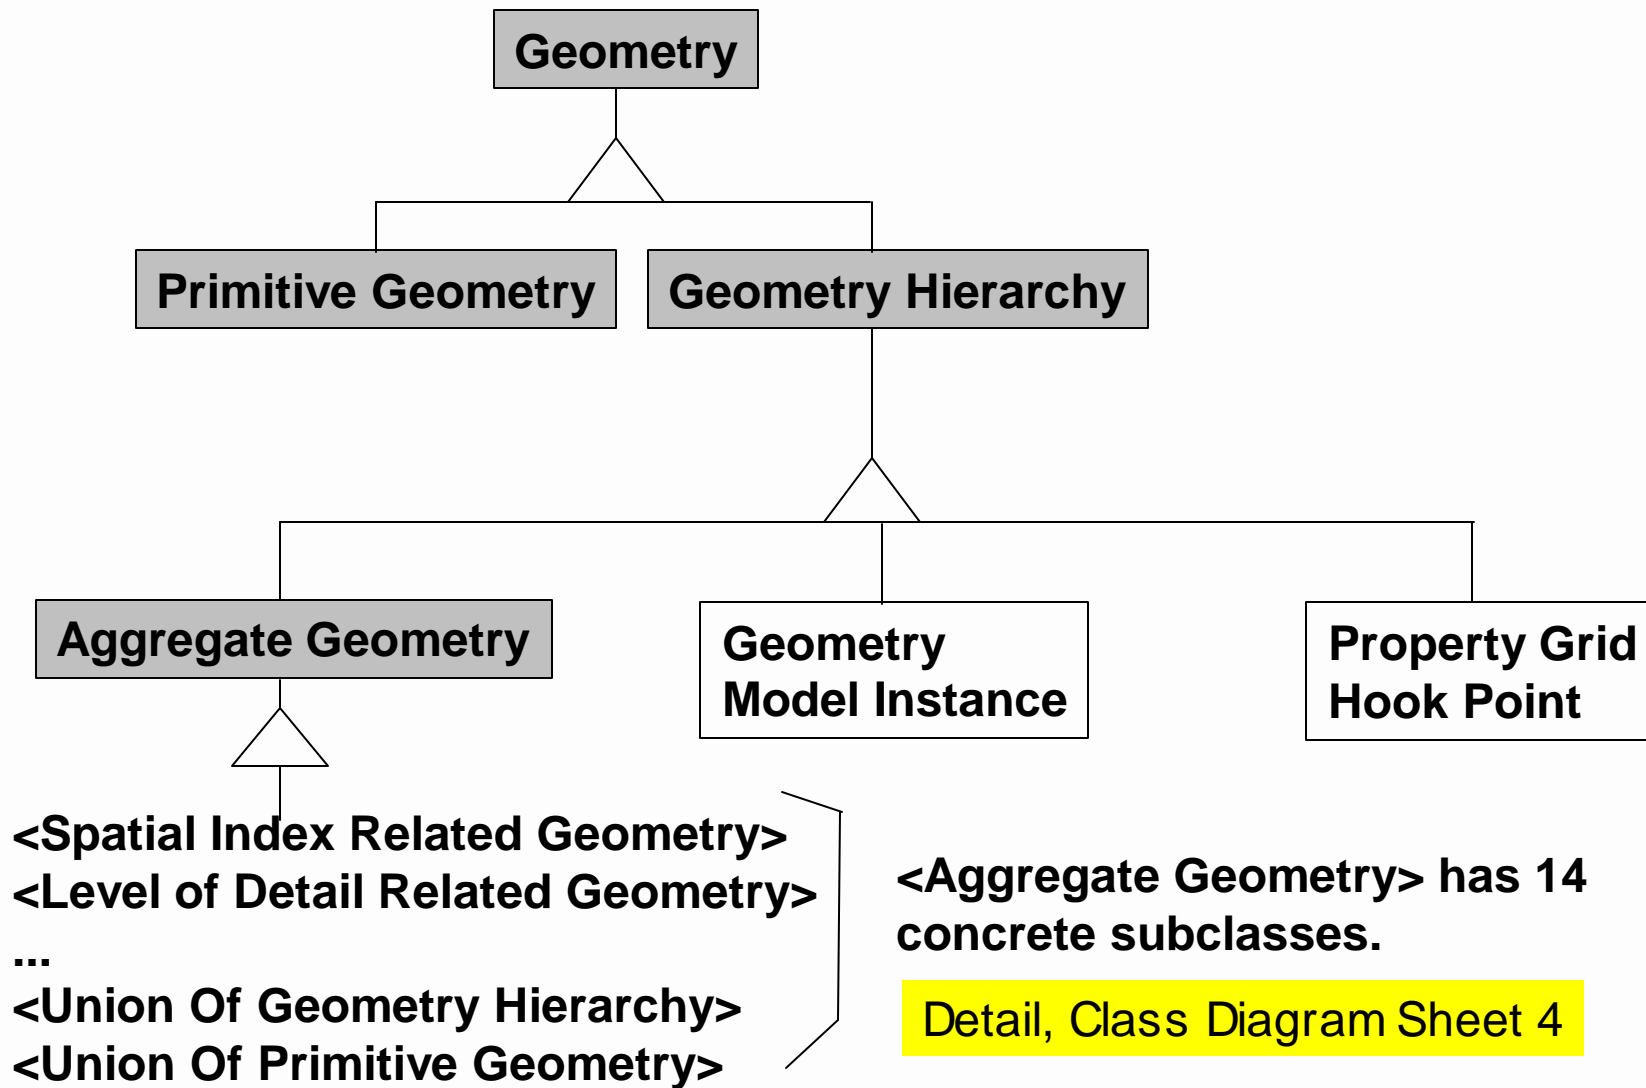 Geometry
Primitive Geometry
Geometry Hierarchy
Aggregate Geometry
Geometry
Model Instance
Property Grid
Hook Point
<Spatial Index Related Geometry>
<Level of Detail Related Geometry>
...
<Union Of Geometry Hierarchy>
<Union Of Primitive Geometry>
<Aggregate Geometry> has 14
concrete subclasses.
Detail, Class Diagram Sheet 4